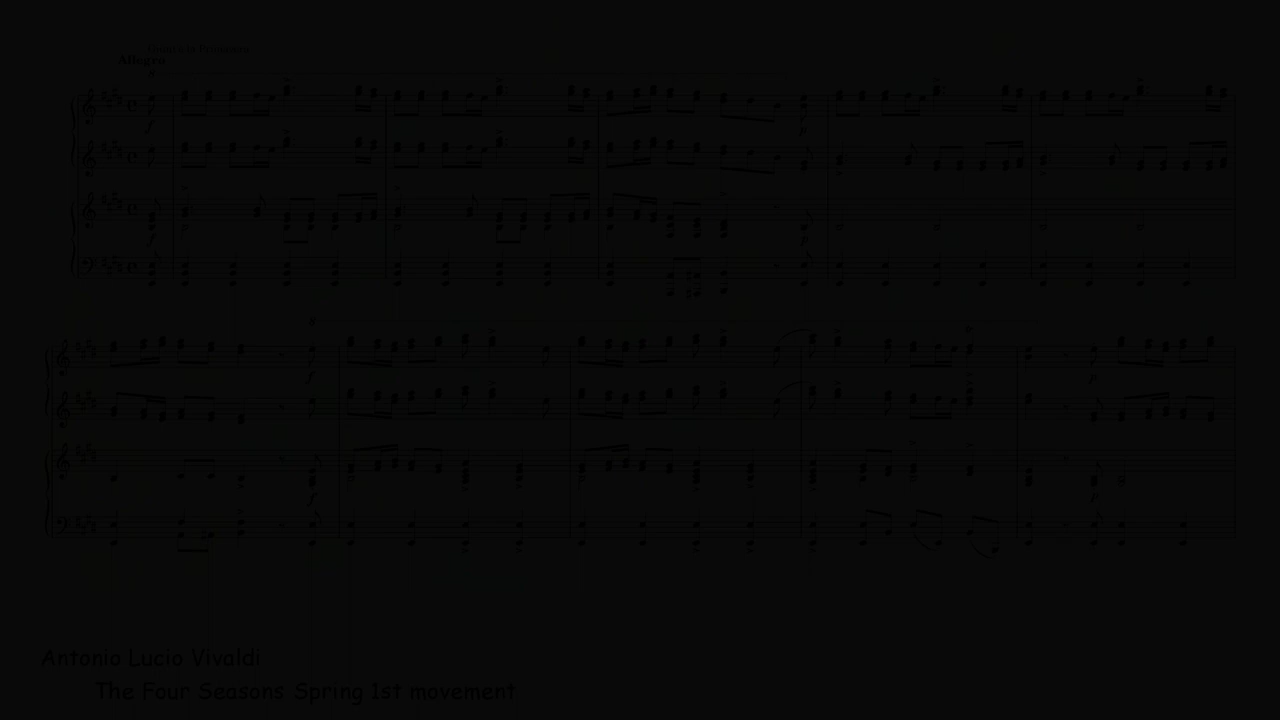 Allegro
Antonio Lucio Vivaldi
The Four Seasons Spring 1st movement